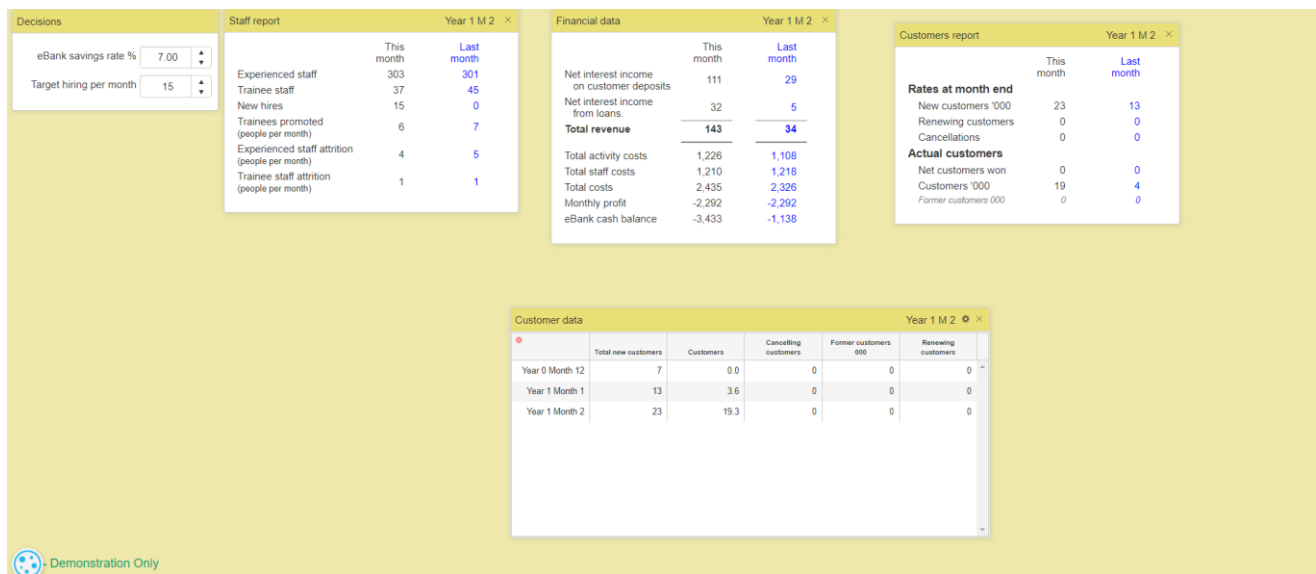 Decisions
eBank savings rate % 7.00
Target hiring per month 15
Staff report Year 1 M 2 ×
This month Last month
Experienced staff 303 301
Trainee staff 37 45
New hires 15 0
Trainees promoted 6 7
(people per month)
Experienced staff attrition 4 5
(people per month)
Trainee staff attrition 1 1
(people per month)
Financial data Year 1 M 2 ×
This month Last month
Net interest income
on customer deposits 111 29
Net interest income
from loans. 32 5
Total revenue 143 34
Total activity costs 1,226 1,108
Total staff costs 1,210 1,218
Total costs 2,435 2,326
Monthly profit -2,292 -2,292
eBank cash balance -3,433 -1,138
Customers report Year 1 M 2 ×
This month Last month
Rates at month end
New customers '000 23 13
Renewing customers 0 0
Cancellations 0 0
Actual customers
Net customers won 0 0
Customers '000 19 4
Former customers 000 0 0
Customer data Year 1 M 2 ×
Total new customers Customers Cancelling customers Former customers 000 Renewing customers
Year 0 Month 12 7 0.0 0 0 0
Year 1 Month 1 13 3.6 0 0 0
Year 1 Month 2 23 19.3 0 0 0
- Demonstration Only